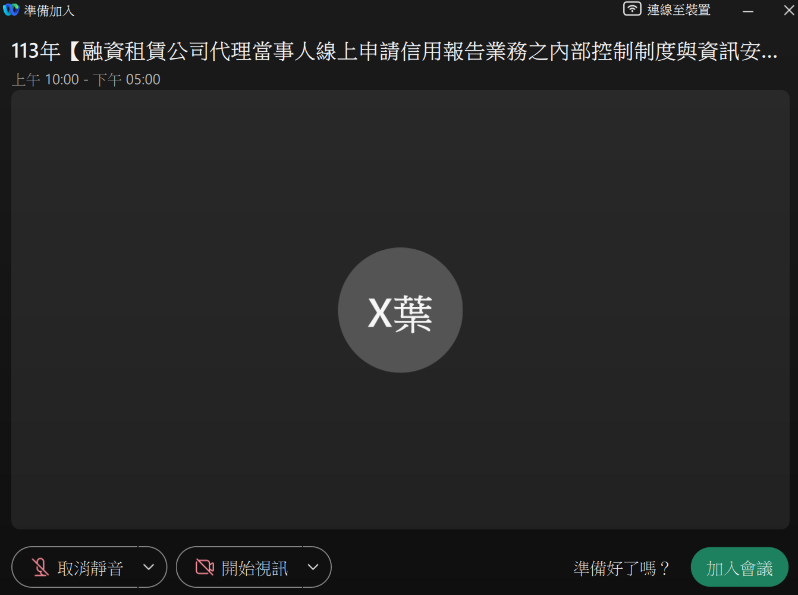 準備加入
連線至裝置
113年【融資租賃公司代理當事人線上申請信用報告業務之內部控制制度與資訊安...
上午 10:00 - 下午 05:00
X葉
取消靜音
開始視訊
準備好了嗎？
加入會議